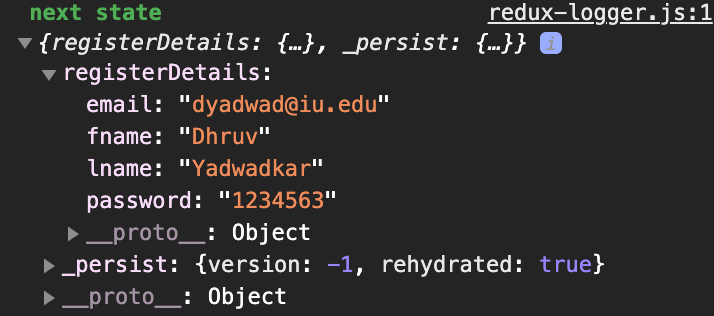 next state redux-logger.js:1
{registerDetails: {…}, _persist: {…}} i
registerDetails:
email: "dyadwad@iu.edu"
fname: "Dhruv"
lname: "Yadwadkar"
password: "1234563"
__proto__: Object
_persist: {version: -1, rehydrated: true}
__proto__: Object